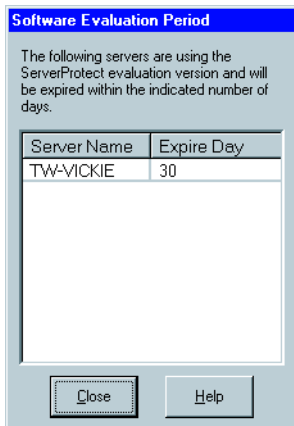 Software Evaluation Period
The following servers are using the
ServerProtect evaluation version and will
be expired within the indicated number of
days.
Server Name Expire Day
TW-VICKIE 30
Close Help